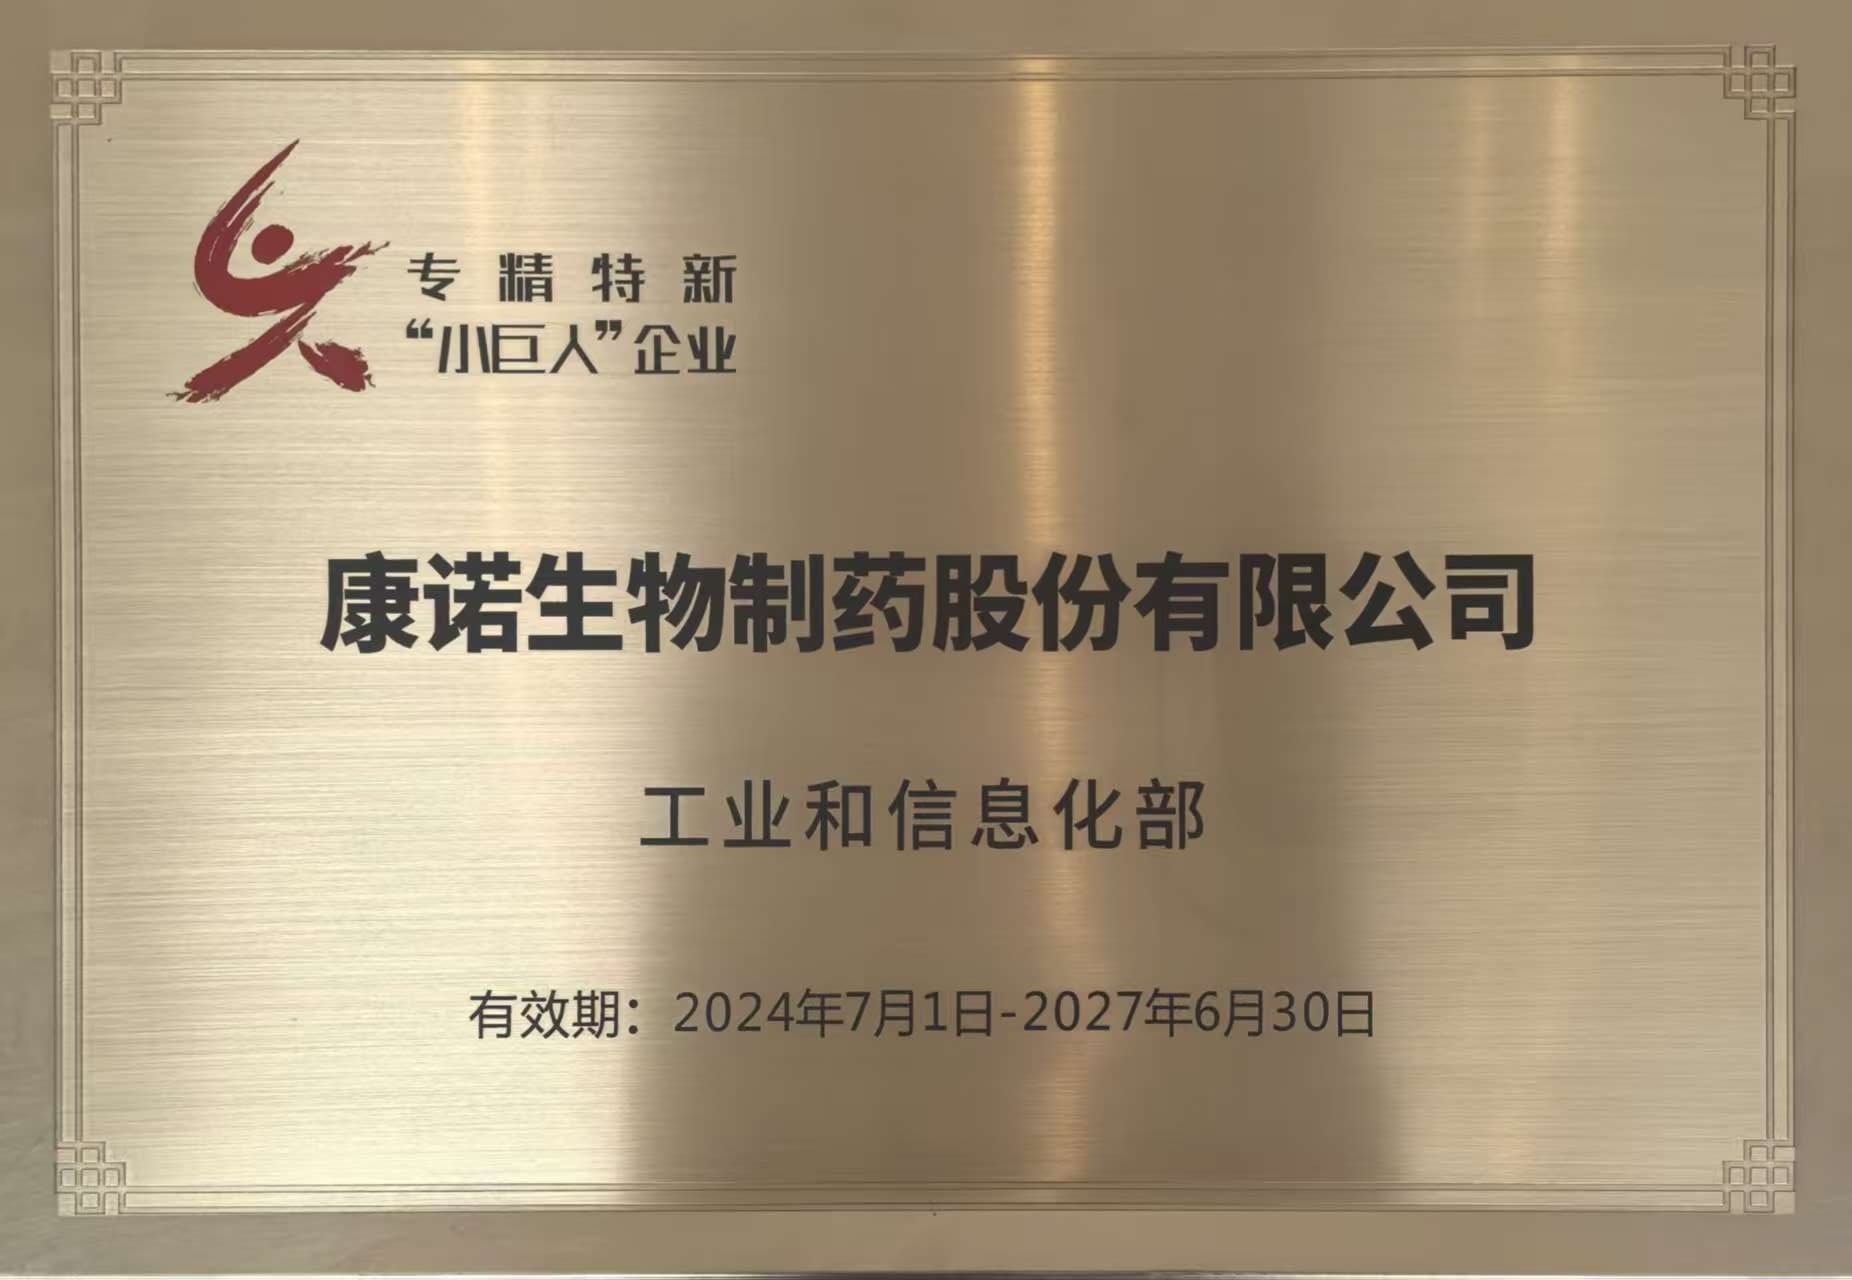 专精特新
“小巨人”企业
康诺生物制药股份有限公司
工业和信息化部
有效期：2024年7月1日-2027年6月30日